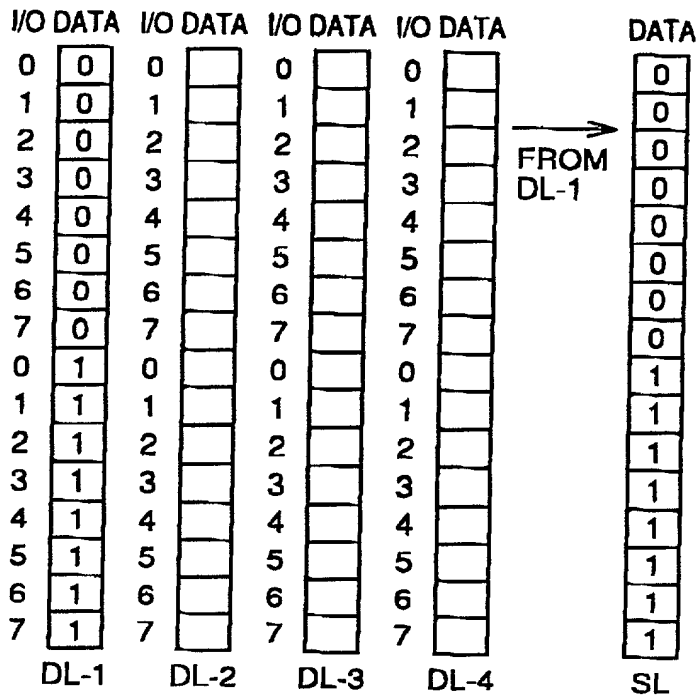 I/O DATA I/O DATA I/O DATA I/O DATA DATA
0 0 0 0 0 0
1 0 1 1 1 0
2 0 2 2 2 0
3 0 3 3 3 0
4 0 4 4 4 0
5 0 5 5 5 0
6 0 6 6 6 0
7 0 7 7 7 0
0 1 0 0 0 1
1 1 1 1 1 1
2 1 2 2 2 1
3 1 3 3 3 1
4 1 4 4 4 1
5 1 5 5 5 1
6 1 6 6 6 1
7 1 7 7 7 1
FROM
DL-1
DL-1 DL-2 DL-3 DL-4 SL